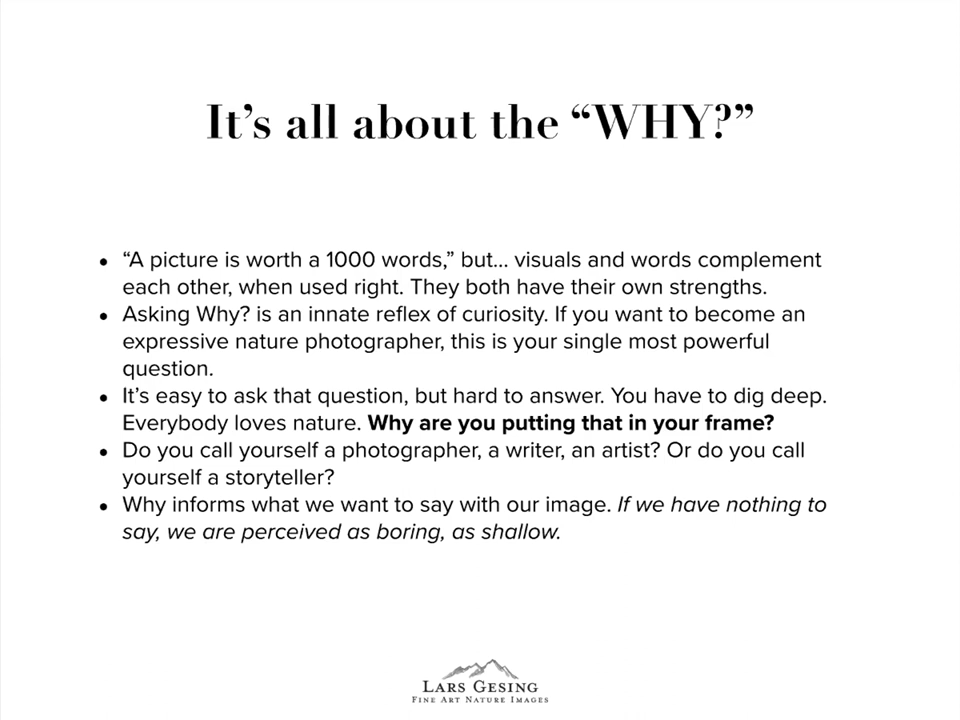 It’s all about the “WHY?”
• “A picture is worth a 1000 words,” but... visuals and words complement
each other, when used right. They both have their own strengths.
• Asking Why? is an innate reflex of curiosity. If you want to become an
expressive nature photographer, this is your single most powerful
question.
• It’s easy to ask that question, but hard to answer. You have to dig deep.
Everybody loves nature. Why are you putting that in your frame?
• Do you call yourself a photographer, a writer, an artist? Or do you call
yourself a storyteller?
• Why informs what we want to say with our image. If we have nothing to
say, we are perceived as boring, as shallow.
LARS GESING
FINE ART NATURE IMAGES